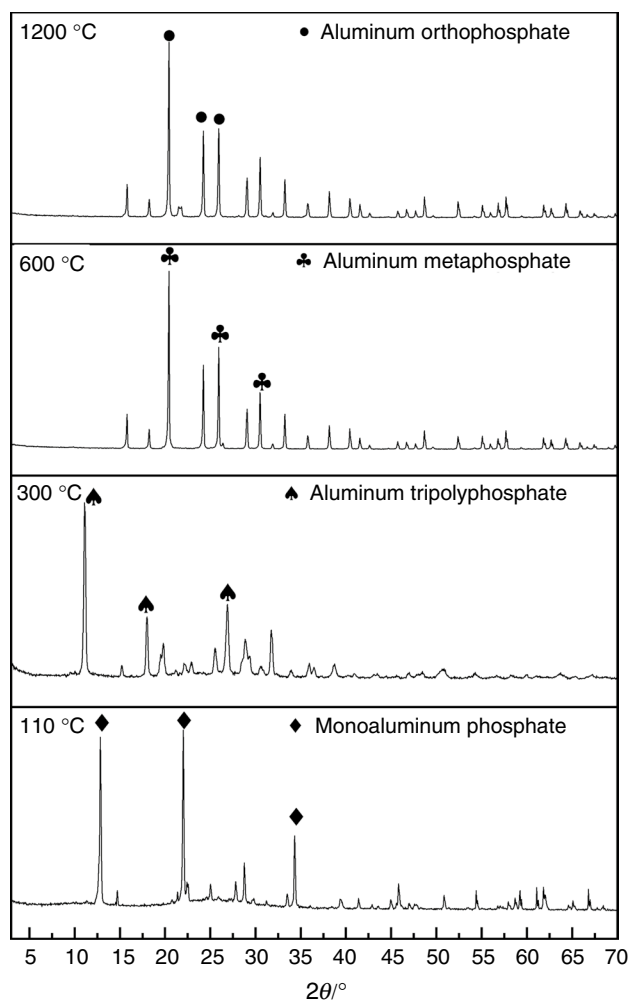 1200 °C ● Aluminum orthophosphate
600 °C ♣ Aluminum metaphosphate
300 °C ♠ Aluminum tripolyphosphate
110 °C ♦ Monoaluminum phosphate
5 10 15 20 25 30 35 40 45 50 55 60 65 70
2θ/°